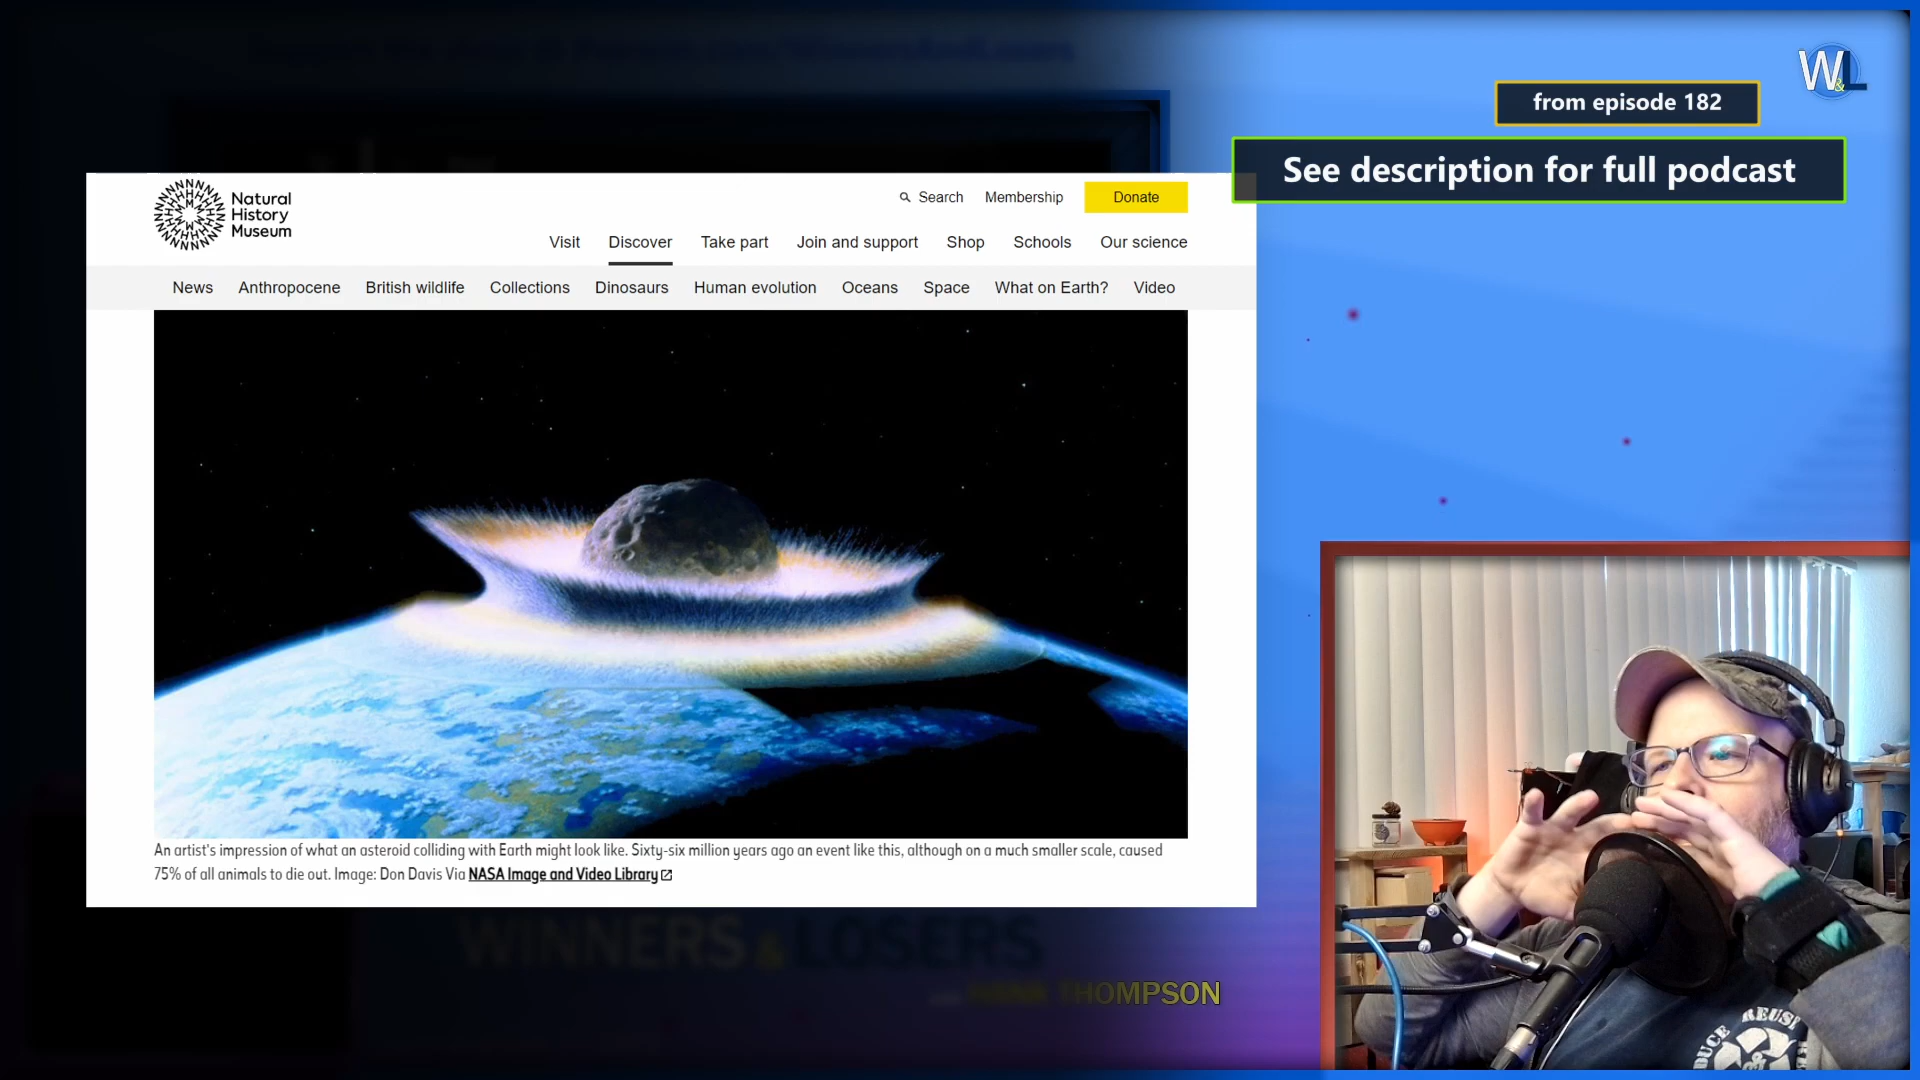 W&L
from episode 182
See description for full podcast
Natural
History
Museum
Search Membership Donate
Visit Discover Take part Join and support Shop Schools Our science
News Anthropocene British wildlife Collections Dinosaurs Human evolution Oceans Space What on Earth? Video
An artist's impression of what an asteroid colliding with Earth might look like. Sixty-six million years ago an event like this, although on a much smaller scale, caused
75% of all animals to die out. Image: Don Davis Via NASA Image and Video Library
WINNERS & LOSERS
THOMPSON
REUSE